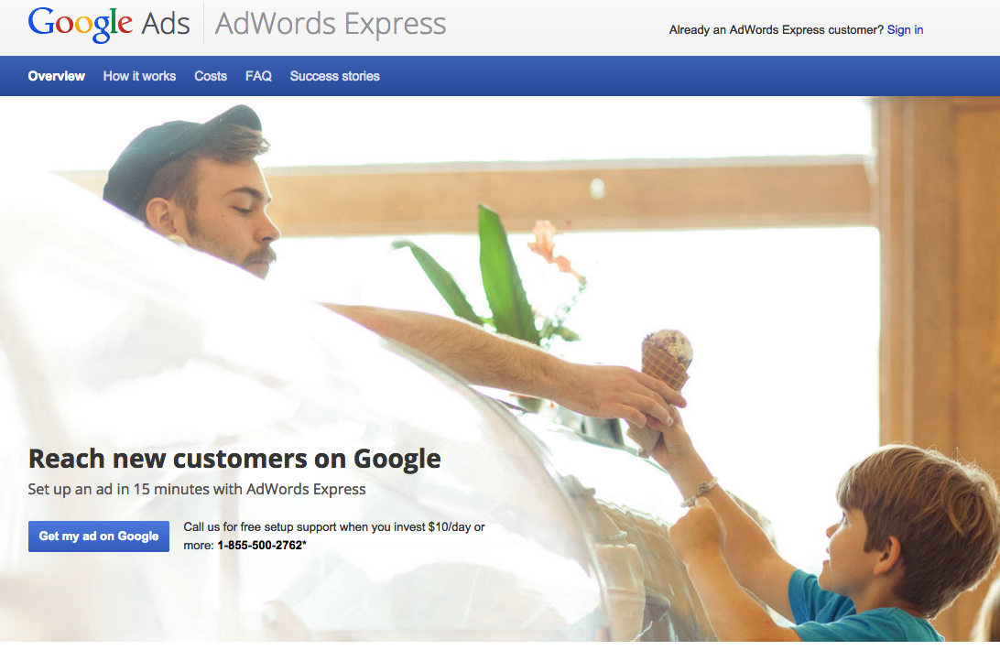 Google Ads AdWords Express
Already an AdWords Express customer? Sign in
Overview How it works Costs FAQ Success stories
Reach new customers on Google
Set up an ad in 15 minutes with AdWords Express
Get my ad on Google
Call us for free setup support when you invest $10/day or
more: 1-855-500-2762*